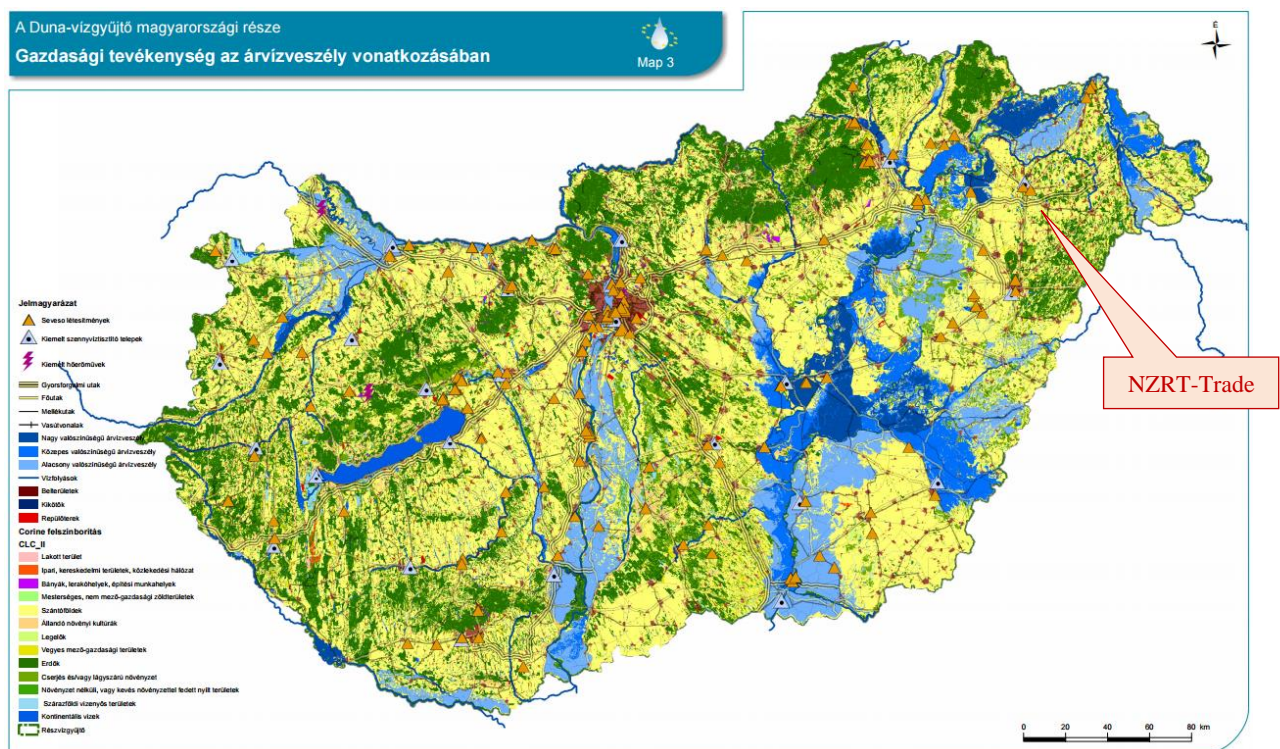 A Duna-vízgyűjtő magyarországi része
Gazdasági tevékenység az árvízveszély vonatkozásában
Map 3
É
NZRT-Trade
Jelmagyarázat
Seveso létesítmények
Kiemelt szennyvíztisztító telepek
Kiemelt hőerőművek
Gyorsforgalmi utak
Főutak
Mellékutak
Vasútvonalak
Nagy valószínűségű árvízveszély
Közepes valószínűségű árvízveszély
Alacsony valószínűségű árvízveszély
Vízfolyások
Belterületek
Kikötők
Repülőterek
Corine felszínborítás
CLC_II
Lakott terület
Ipari, kereskedelmi területek, közlekedési hálózat
Bányák, lerakóhelyek, építési munkahelyek
Mesterséges, nem mező-gazdasági zöldterületek
Szántóföldek
Állandó növényi kultúrák
Legelők
Vegyes mező-gazdasági területek
Erdők
Cserjés és/vagy lágyszárú növényzet
Növényzet nélküli, vagy kevés növényzettel fedett nyílt területek
Szárazföldi vizenyős területek
Kontinentális vizek
Részvízgyűjtő
0 20 40 60 80 km